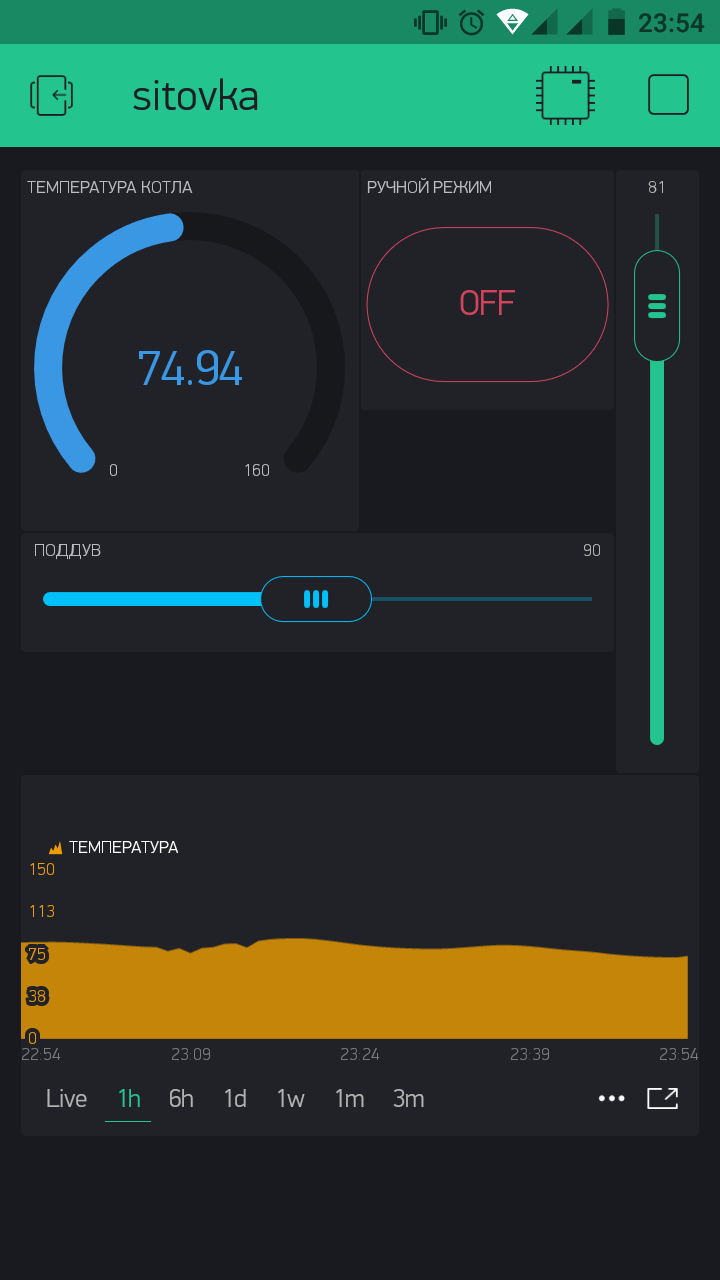 23:54
sitovka
ТЕМПЕРАТУРА КОТЛА
РУЧНОЙ РЕЖИМ
81
OFF
74.94
0 160
ПОДДУВ 90
ТЕМПЕРАТУРА
150
113
75
38
0
22:54 23:09 23:24 23:39 23:54
Live 1h 6h 1d 1w 1m 3m